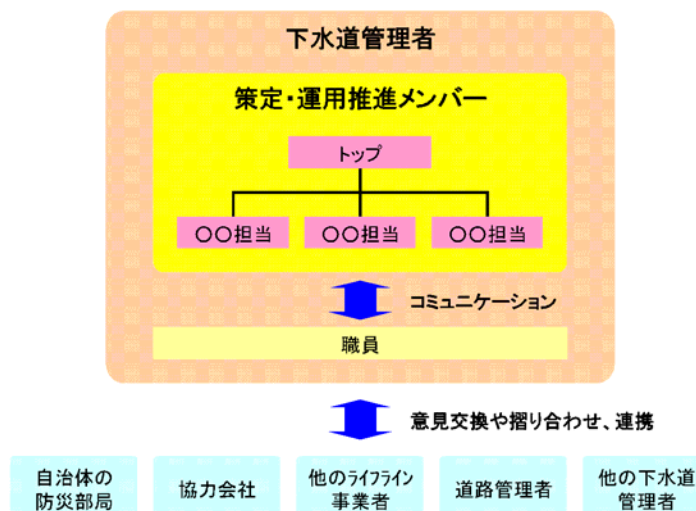 下水道管理者
策定・運用推進メンバー
トップ
〇〇担当 〇〇担当 〇〇担当
コミュニケーション
職員
意見交換や摺り合わせ、連携
自治体の
防災部局
協力会社
他のライフライン
事業者
道路管理者
他の下水道
管理者